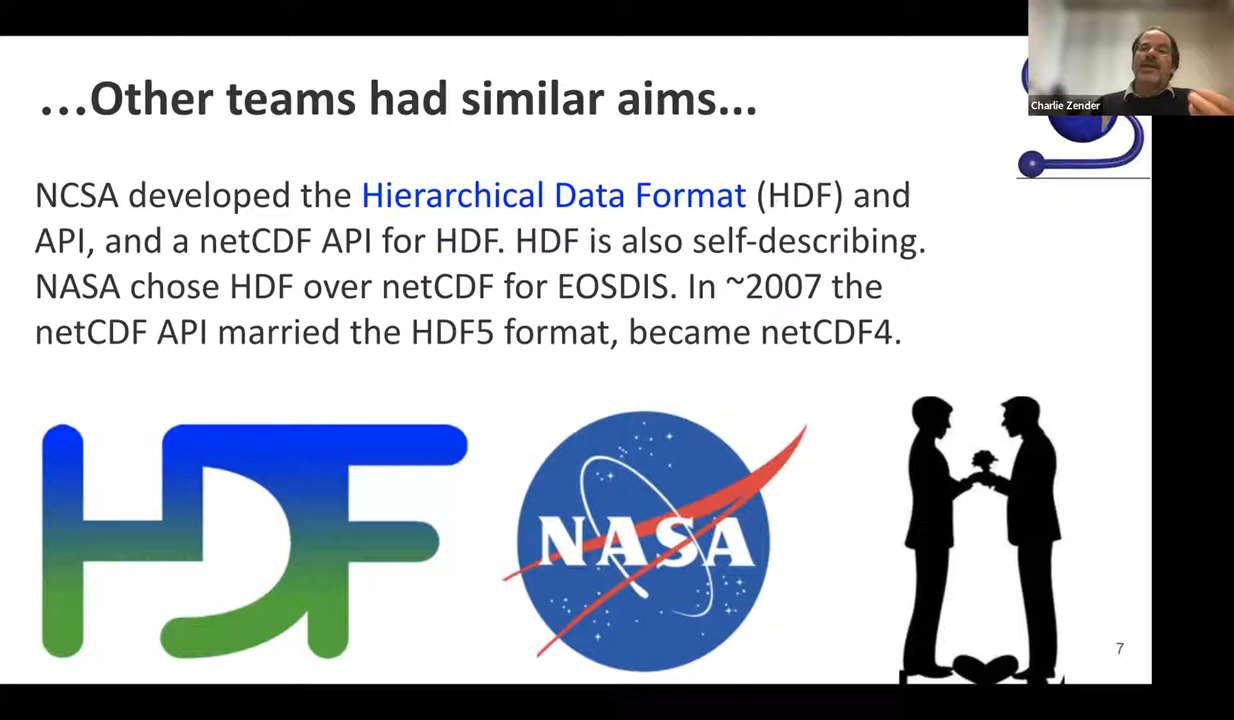 ...Other teams had similar aims...
Charlie Zender
NCSA developed the Hierarchical Data Format (HDF) and
API, and a netCDF API for HDF. HDF is also self-describing.
NASA chose HDF over netCDF for EOSDIS. In ~2007 the
netCDF API married the HDF5 format, became netCDF4.
HDF
NASA
7